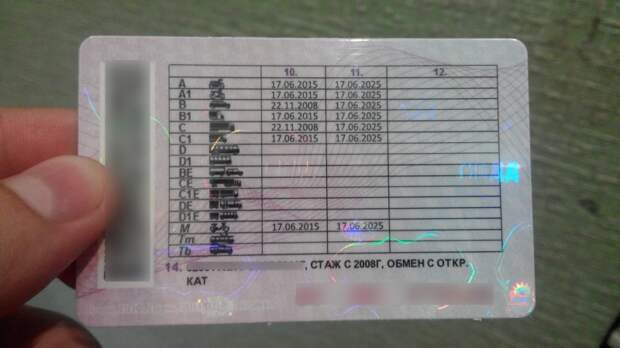 10. 11. 12.
A 17.06.2015 17.06.2025
A1 17.06.2015 17.06.2025
B 22.11.2008 17.06.2025
B1 17.06.2015 17.06.2025
C 22.11.2008 17.06.2025
C1 17.06.2015 17.06.2025
D
D1
BE
CE
C1E
DE
D1E
M 17.06.2015 17.06.2025
Tm
Tb
14. СТАЖ С 2008Г, ОБМЕН С ОТКР.
КАТ